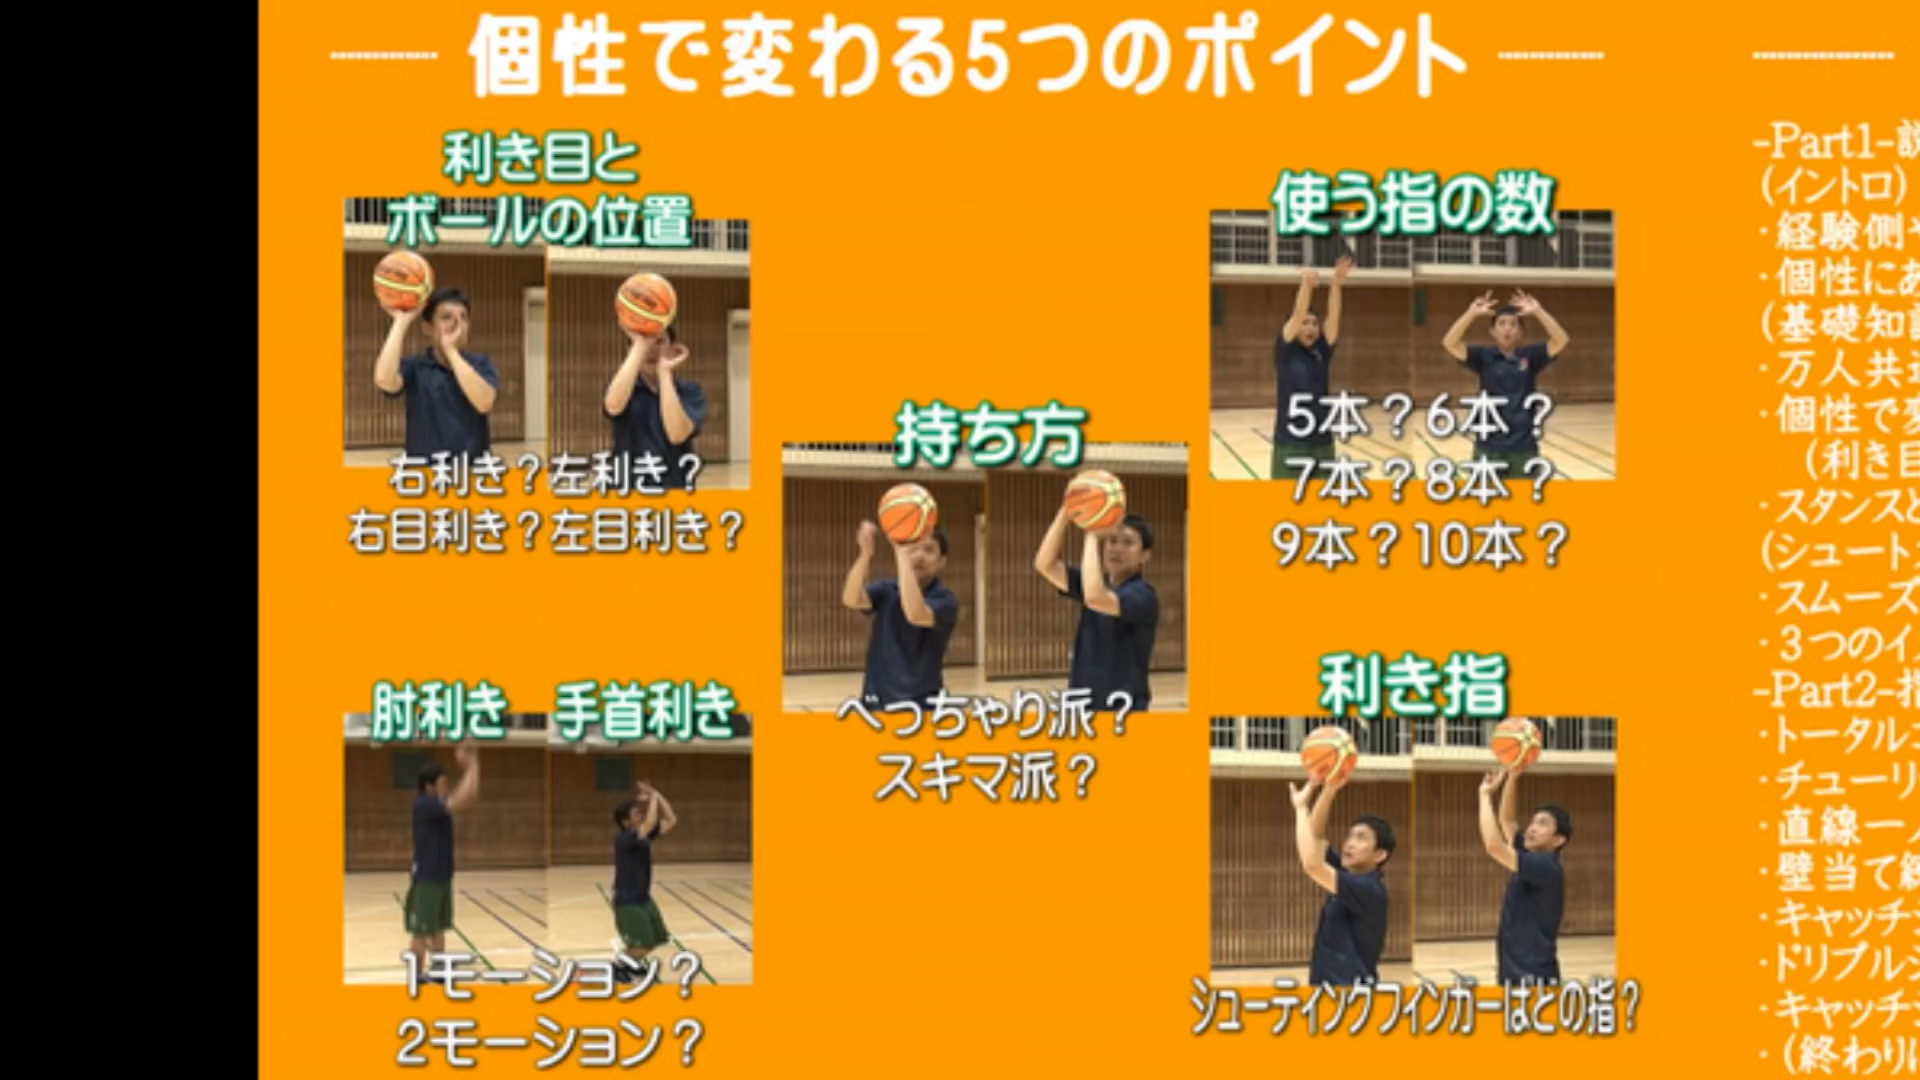 個性で変わる5つのポイント
利き目と
ボールの位置
右利き?左利き?
右目利き?左目利き?
使う指の数
5本?6本?
7本?8本?
9本?10本?
持ち方
べっちゃり派?
スキマ派?
肘利き 手首利き
1モーション?
2モーション?
利き指
シューティングフィンガーはどの指?
-Part1-説
(イントロ)
・経験側や
・個性にあ
(基礎知識
・万人共通
・個性で変
(利き目
・スタンスと
(シュート
・スムーズ
・3つのイ
-Part2-指
・トータル
・チューリ
・直線一
・壁当て練
・キャッチ
・ドリブル
・キャッチ
・(終わりに